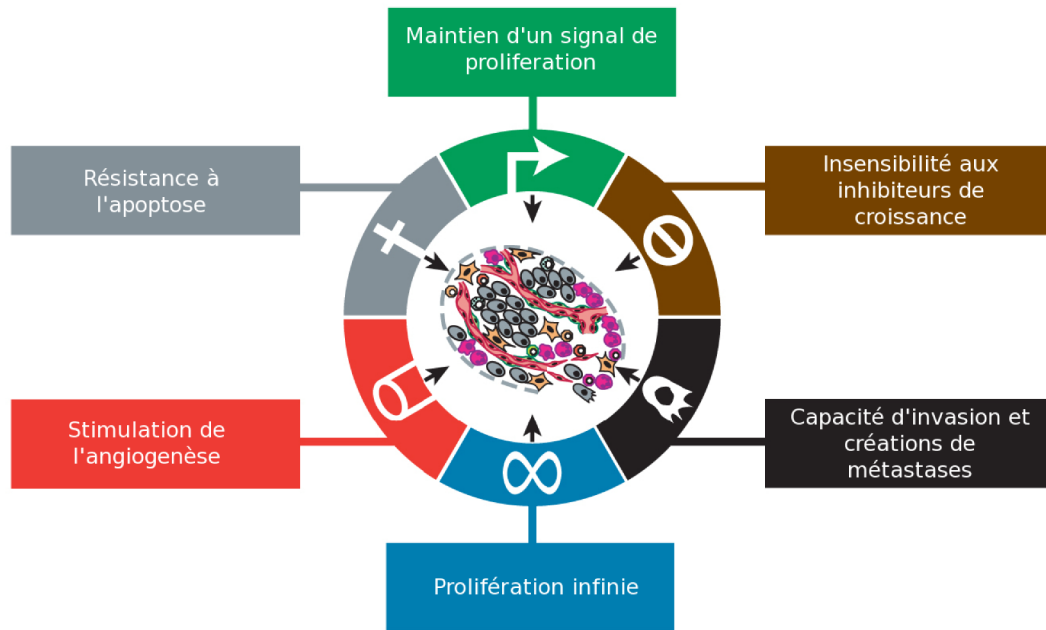 Maintien d'un signal de
proliferation
Résistance à
l'apoptose
Insensibilité aux
inhibiteurs de
croissance
Stimulation de
l'angiogenèse
Capacité d'invasion et
créations de
métastases
Prolifération infinie